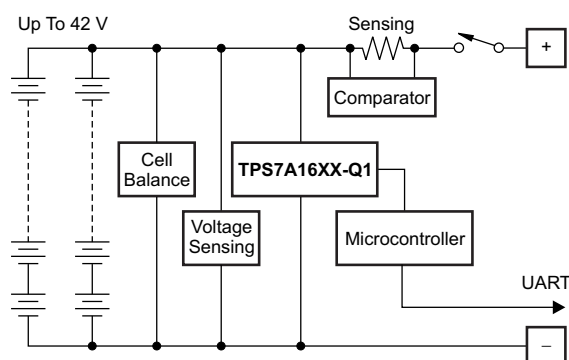 Up To 42 V
Sensing
+
Comparator
Cell
Balance
TPS7A16XX-Q1
Voltage
Sensing
Microcontroller
UART
–